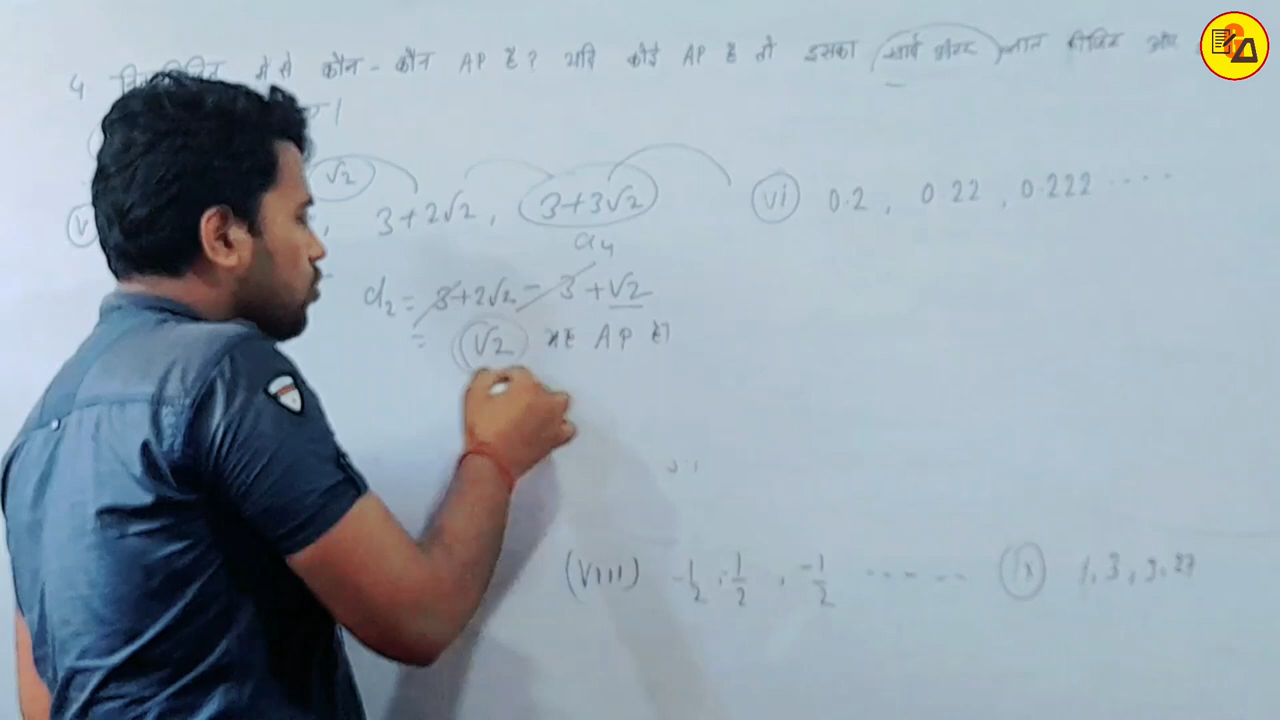 4 में से कौन - कौन AP है? यदि कोई AP है तो इसका सार्व अंतर ज्ञात कीजिए और
(v √2 , 3+2√2, 3+3√2 (vi) 0.2 , 0.22 , 0.222 ....
a4
d2 = 3+2√2 - 3 + √2
= √2 यह AP है।
(VIII) -1/2 , -1/2 , -1/2 ...... (ix) 1, 3, 9, 27